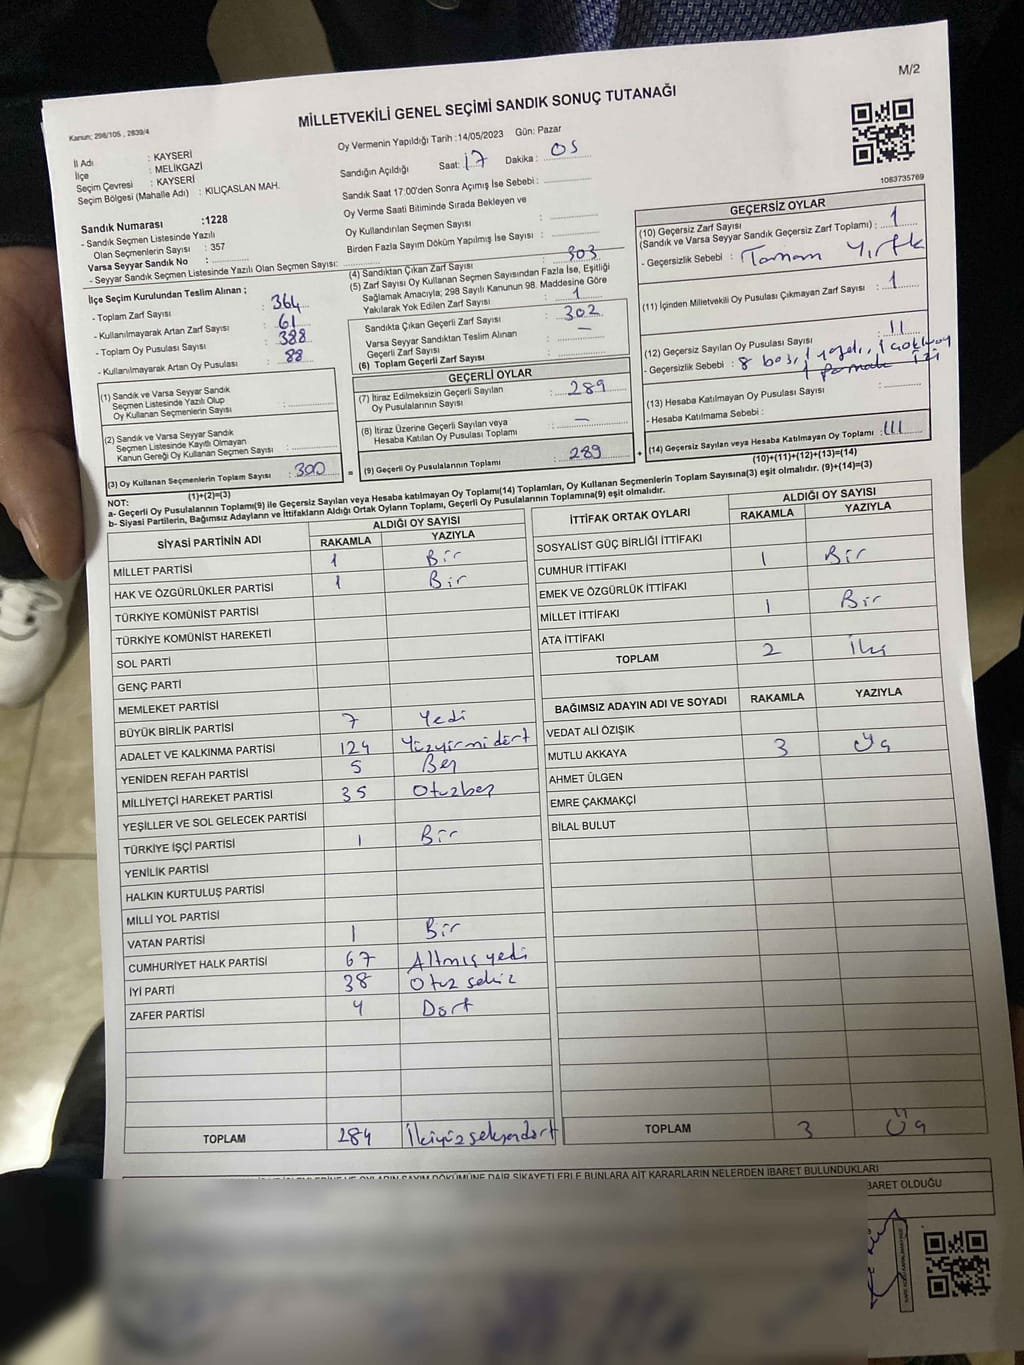 M/2
Kanun; 298/105 , 2839/4
MİLLETVEKİLİ GENEL SEÇİMİ SANDIK SONUÇ TUTANAĞI
İl Adı : KAYSERİ
İlçe : MELİKGAZİ
Seçim Çevresi : KAYSERİ
Seçim Bölgesi (Mahalle Adı) : KILIÇASLAN MAH.
Sandık Numarası :1228
- Sandık Seçmen Listesinde Yazılı
Olan Seçmenlerin Sayısı : 357
Varsa Seyyar Sandık No :
- Seyyar Sandık Seçmen Listesinde Yazılı Olan Seçmen Sayısı:
Oy Vermenin Yapıldığı Tarih :14/05/2023 Gün: Pazar
Sandığın Açıldığı Saat: 17 Dakika : 05
Sandık Saat 17:00'den Sonra Açımış İse Sebebi :
Oy Verme Saati Bitiminde Sırada Bekleyen ve
Oy Kullandırılan Seçmen Sayısı :
Birden Fazla Sayım Döküm Yapılmış İse Sayısı :
1083735769
İlçe Seçim Kurulundan Teslim Alınan ;
- Toplam Zarf Sayısı : 364
- Kullanılmayarak Artan Zarf Sayısı : 61
- Toplam Oy Pusulası Sayısı : 388
- Kullanılmayarak Artan Oy Pusulası : 88
(1) Sandık ve Varsa Seyyar Sandık
Seçmen Listesinde Yazılı Olup
Oy Kullanan Seçmenlerin Sayısı :
(2) Sandık ve Varsa Seyyar Sandık
Seçmen Listesinde Kayıtlı Olmayan
Kanun Gereği Oy Kullanan Seçmen Sayısı :
(3) Oy Kullanan Seçmenlerin Toplam Sayısı : 300
(1)+(2)=(3)
(4) Sandıktan Çıkan Zarf Sayısı : 303
(5) Zarf Sayısı Oy Kullanan Seçmen Sayısından Fazla İse, Eşitliği
Sağlamak Amacıyla; 298 Sayılı Kanunun 98. Maddesine Göre
Yakılarak Yok Edilen Zarf Sayısı : 1
Sandıkta Çıkan Geçerli Zarf Sayısı : 302
Varsa Seyyar Sandıktan Teslim Alınan
Geçerli Zarf Sayısı : –
(6) Toplam Geçerli Zarf Sayısı :
GEÇERLİ OYLAR
(7) İtiraz Edilmeksizin Geçerli Sayılan
Oy Pusulalarının Sayısı : 289
(8) İtiraz Üzerine Geçerli Sayılan veya
Hesaba Katılan Oy Pusulası Toplamı : –
= (9) Geçerli Oy Pusulalarının Toplamı : 289 +
GEÇERSİZ OYLAR
(10) Geçersiz Zarf Sayısı
(Sandık ve Varsa Seyyar Sandık Geçersiz Zarf Toplamı) : 1
- Geçersizlik Sebebi : Tamam Yırtık
(11) İçinden Milletvekili Oy Pusulası Çıkmayan Zarf Sayısı : 1
(12) Geçersiz Sayılan Oy Pusulası Sayısı : 11
- Geçersizlik Sebebi : 8 boş, 1 yazılı, 1
1 parmak İzi
(13) Hesaba Katılmayan Oy Pusulası Sayısı :
- Hesaba Katılmama Sebebi :
(14) Geçersiz Sayılan veya Hesaba Katılmayan Oy Toplamı :
(10)+(11)+(12)+(13)=(14)
NOT:
a- Geçerli Oy Pusulalarının Toplamı(9) ile Geçersiz Sayılan veya Hesaba katılmayan Oy Toplamı(14) Toplamları, Oy Kullanan Seçmenlerin Toplam Sayısına(3) eşit olmalıdır. (9)+(14)=(3)
b- Siyasi Partilerin, Bağımsız Adayların ve İttifakların Aldığı Oyların Toplamı, Geçerli Oy Pusulalarının Toplamına(9) eşit olmalıdır.
SİYASİ PARTİNİN ADI ALDIĞI OY SAYISI
RAKAMLA YAZIYLA
MİLLET PARTİSİ 1 Bir
HAK VE ÖZGÜRLÜKLER PARTİSİ 1 Bir
TÜRKİYE KOMÜNİST PARTİSİ
TÜRKİYE KOMÜNİST HAREKETİ
SOL PARTİ
GENÇ PARTİ
MEMLEKET PARTİSİ
BÜYÜK BİRLİK PARTİSİ 7 Yedi
ADALET VE KALKINMA PARTİSİ 124 Yüzyirmidört
YENİDEN REFAH PARTİSİ 5 Beş
MİLLİYETÇİ HAREKET PARTİSİ 35 Otuzbeş
YEŞİLLER VE SOL GELECEK PARTİSİ
TÜRKİYE İŞÇİ PARTİSİ 1 Bir
YENİLİK PARTİSİ
HALKIN KURTULUŞ PARTİSİ
MİLLİ YOL PARTİSİ
VATAN PARTİSİ 1 Bir
CUMHURİYET HALK PARTİSİ 67 Altmış yedi
İYİ PARTİ 38 Otuz sekiz
ZAFER PARTİSİ 4 Dört
TOPLAM 284 İkiyüzseksendört
İTTİFAK ORTAK OYLARI ALDIĞI OY SAYISI
RAKAMLA YAZIYLA
SOSYALİST GÜÇ BİRLİĞİ İTTİFAKI
CUMHUR İTTİFAKI 1 Bir
EMEK VE ÖZGÜRLÜK İTTİFAKI
MİLLET İTTİFAKI 1 Bir
ATA İTTİFAKI
TOPLAM 2 İki
BAĞIMSIZ ADAYIN ADI VE SOYADI RAKAMLA YAZIYLA
VEDAT ALİ ÖZIŞIK
MUTLU AKKAYA 3 Üç
AHMET ÜLGEN
EMRE ÇAKMAKÇİ
BİLAL BULUT
TOPLAM 3 Üç
DÖKÜMÜNE DAİR ŞİKAYETLERLE BUNLARA AİT KARARLARIN NELERDEN İBARET BULUNDUKLARI
İBARET OLDUĞU